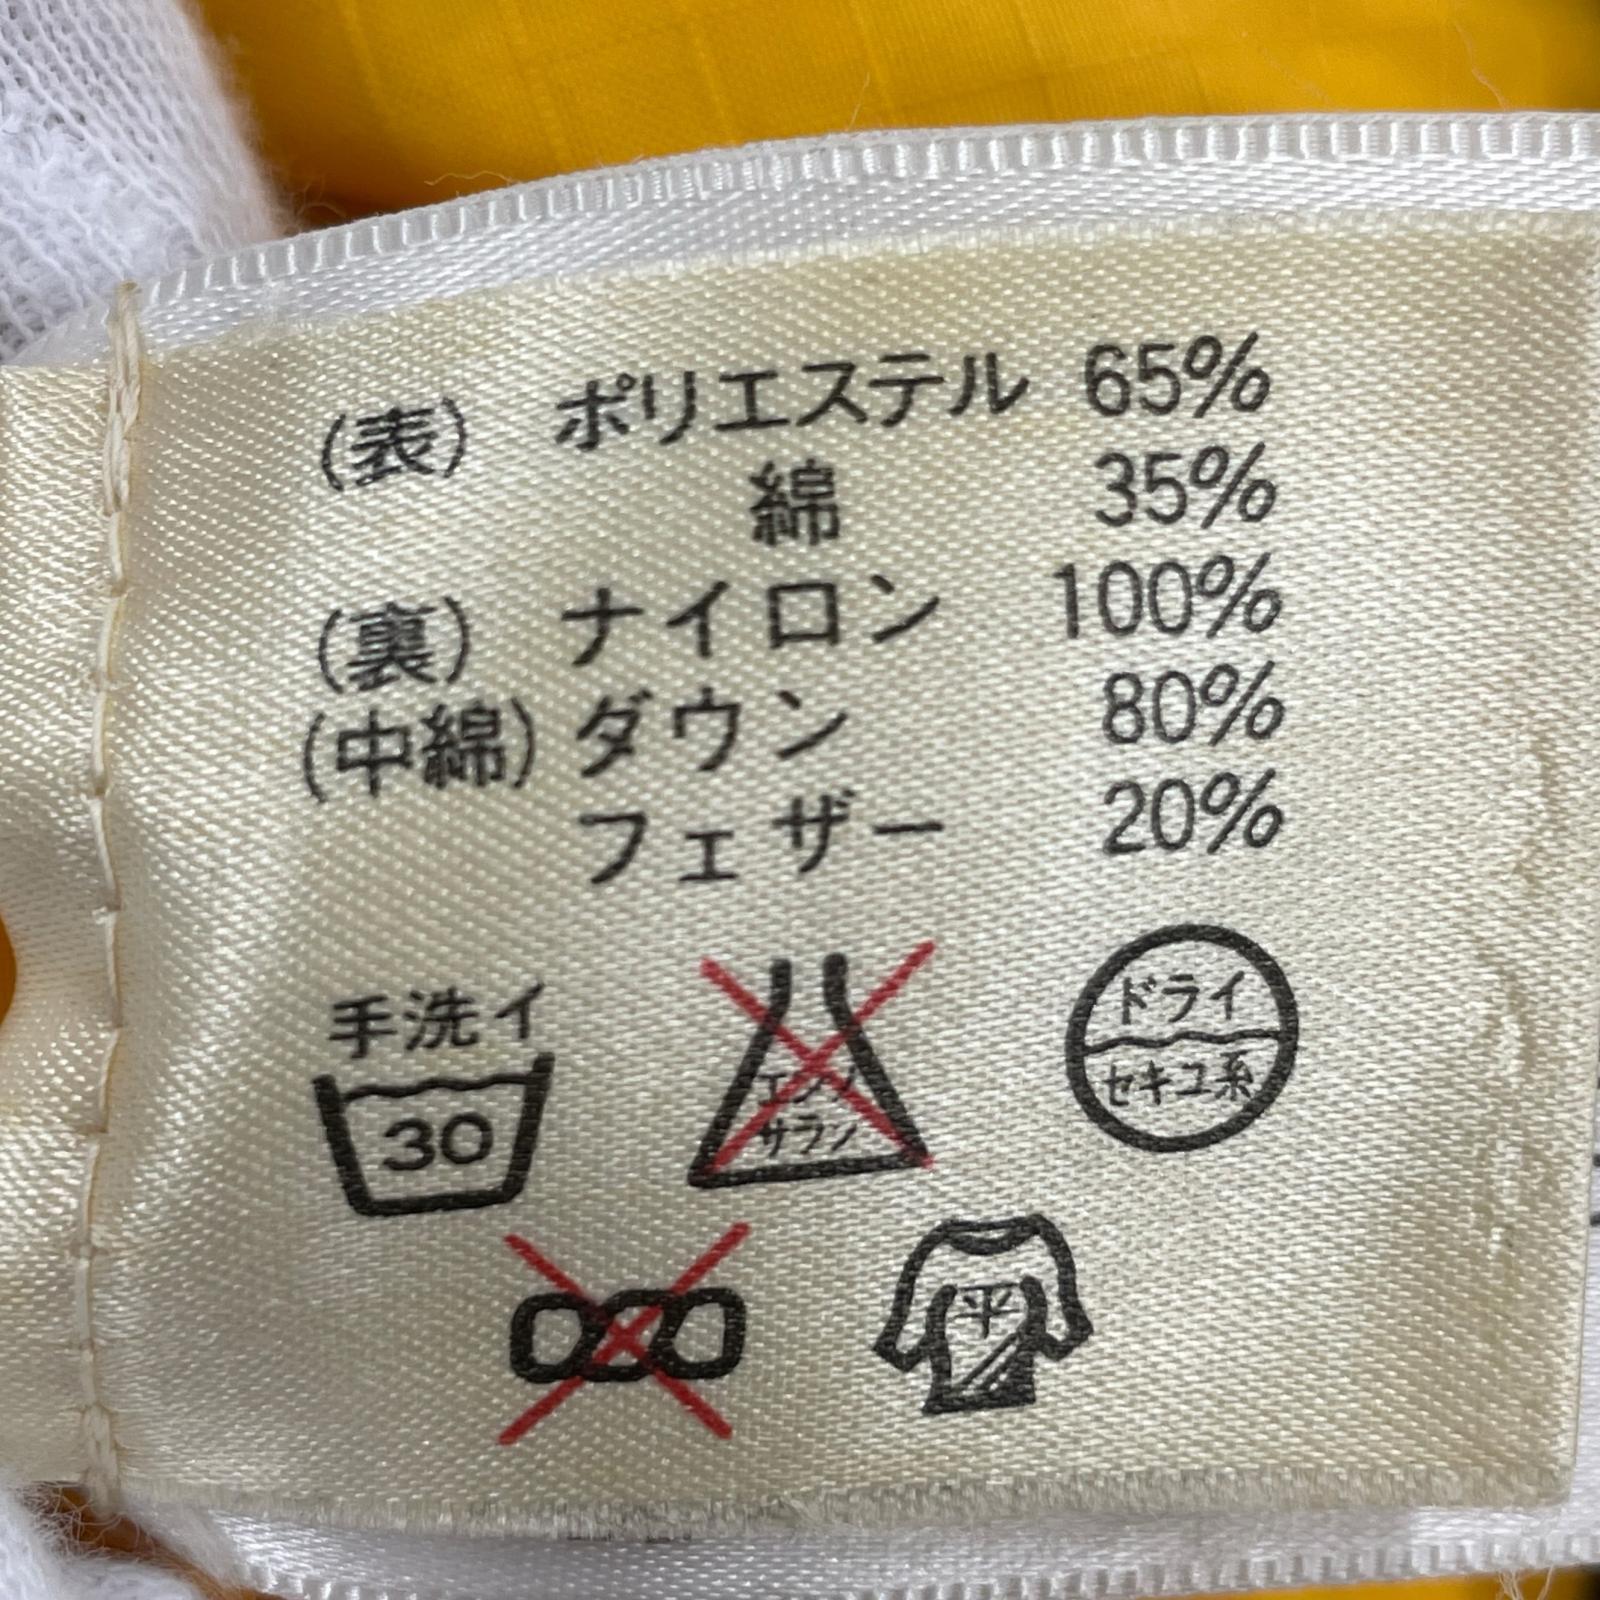 (表) ポリエステル 65%
綿 35%
(裏) ナイロン 100%
(中綿) ダウン 80%
フェザー 20%
手洗イ
30
エンソ
サラシ
ドライ
セキユ系
平